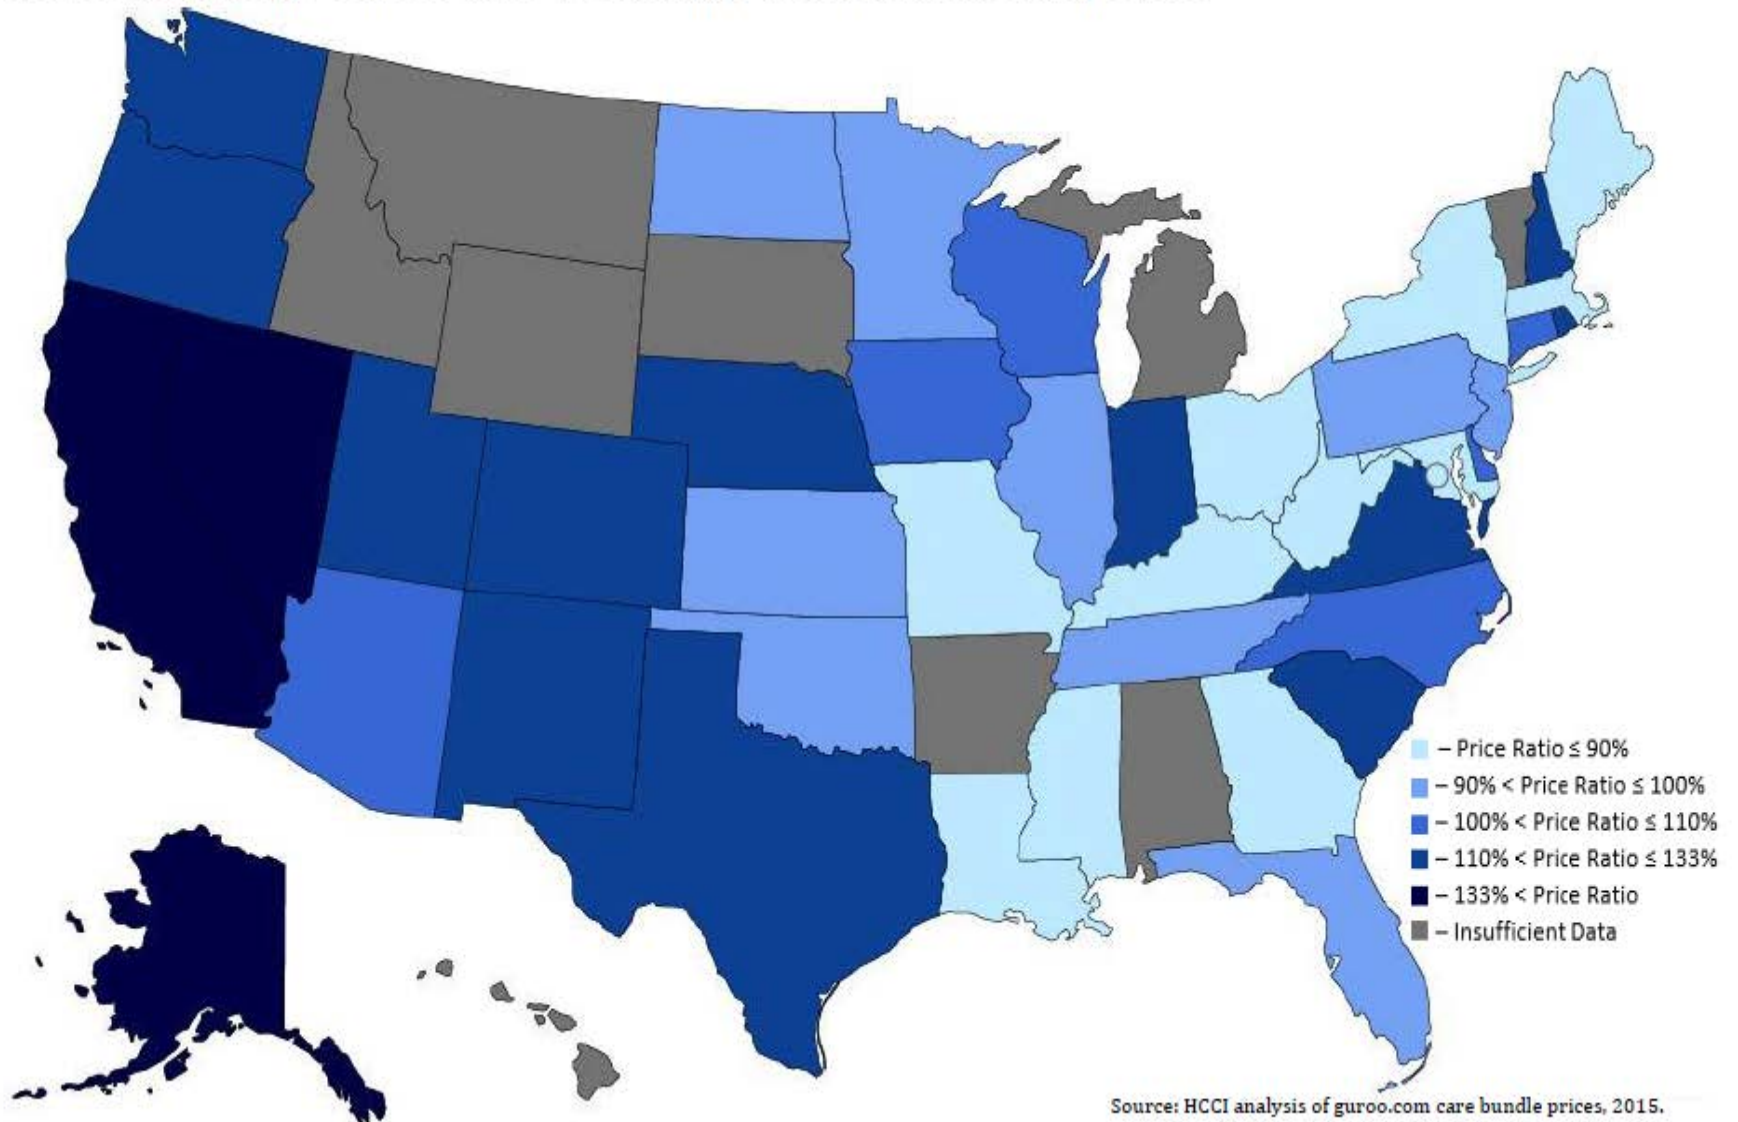 – Price Ratio ≤ 90%
– 90% < Price Ratio ≤ 100%
– 100% < Price Ratio ≤ 110%
– 110% < Price Ratio ≤ 133%
– 133% < Price Ratio
– Insufficient Data
Source: HCCI analysis of guroo.com care bundle prices, 2015.